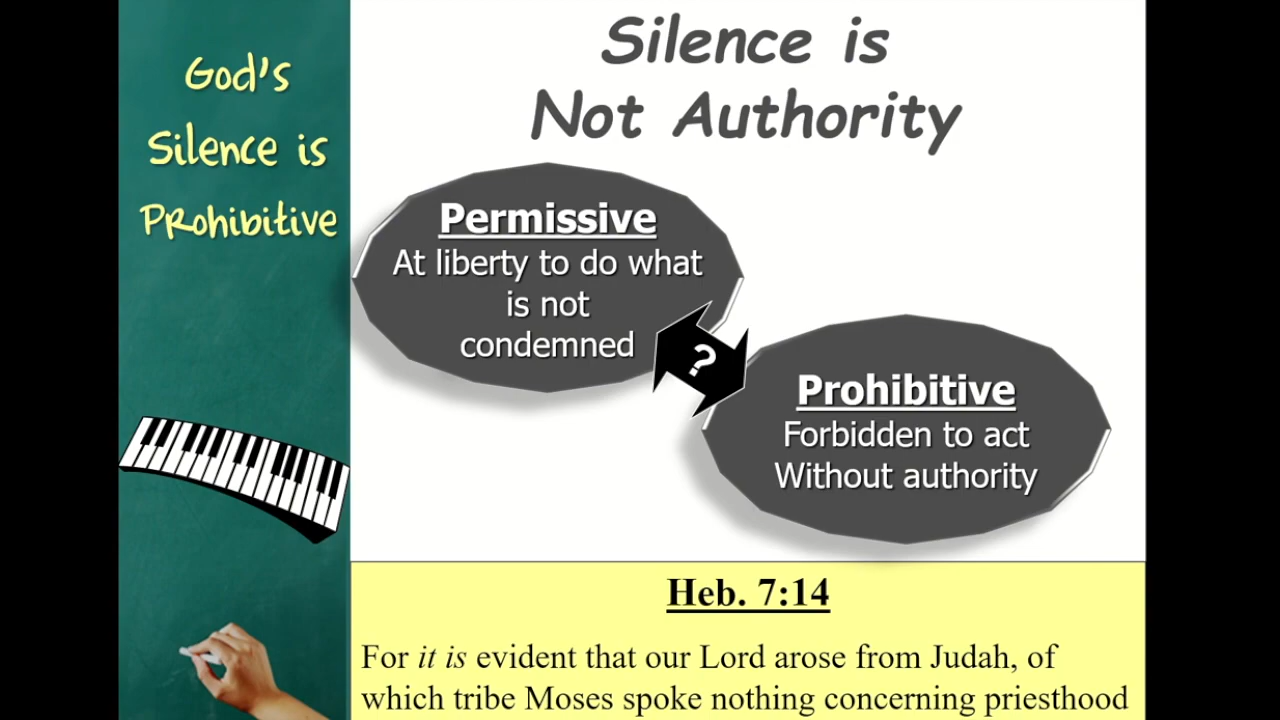 God's
Silence is
Prohibitive
Silence is
Not Authority
Permissive
At liberty to do what
is not
condemned
?
Prohibitive
Forbidden to act
Without authority
Heb. 7:14
For it is evident that our Lord arose from Judah, of
which tribe Moses spoke nothing concerning priesthood